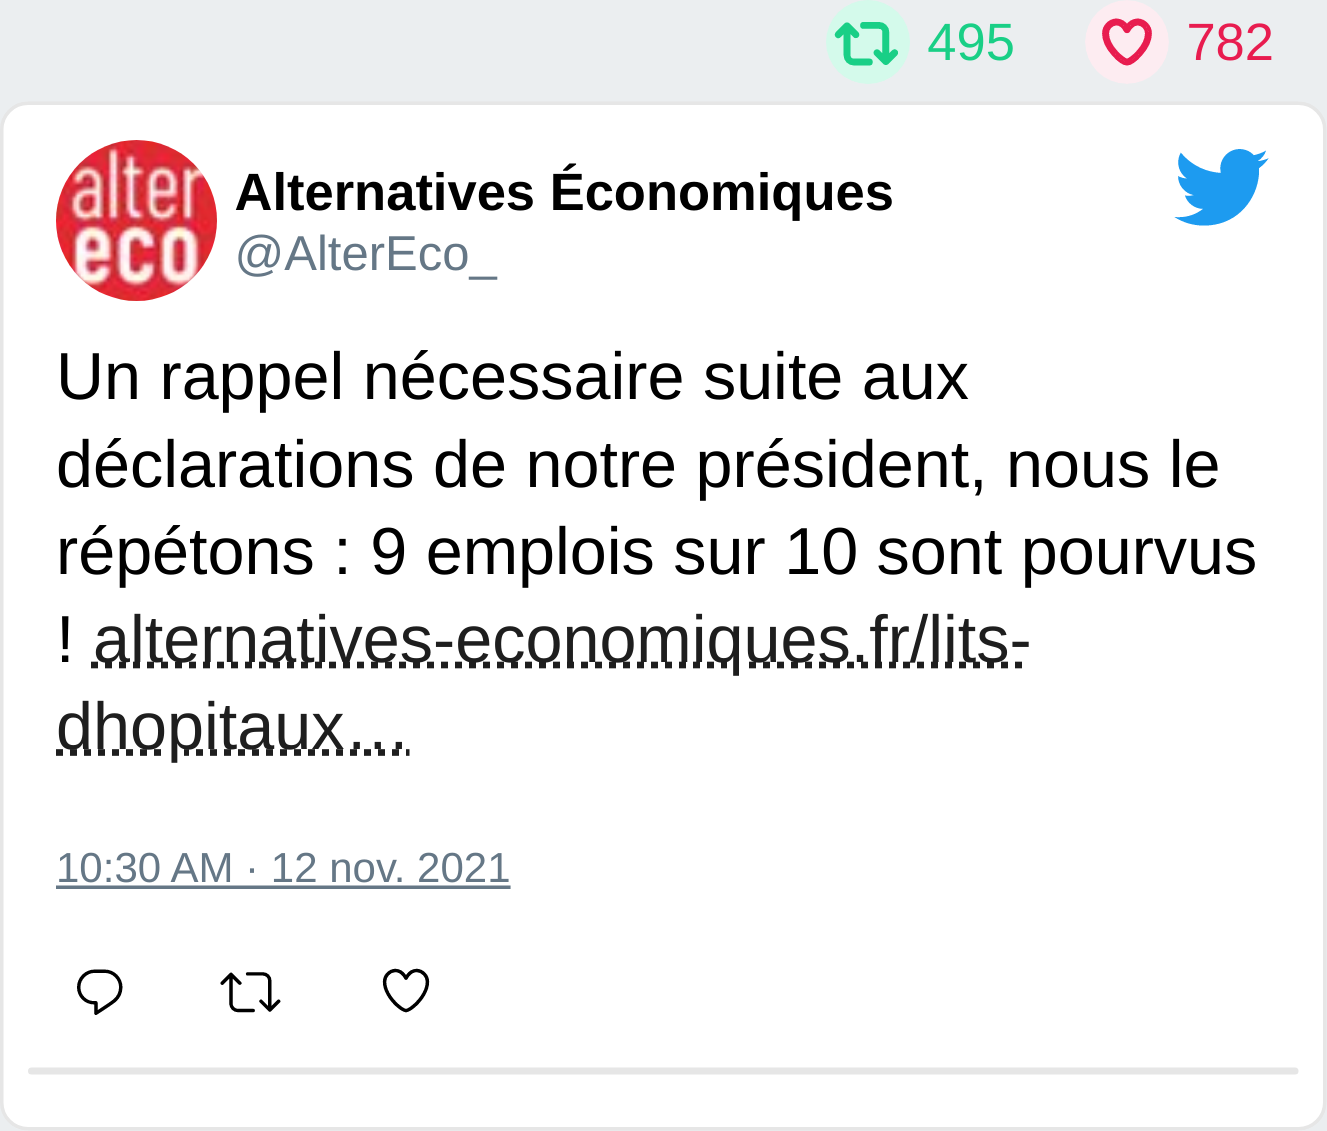 495 782
alter
eco
Alternatives Économiques
@AlterEco_
Un rappel nécessaire suite aux
déclarations de notre président, nous le
répétons : 9 emplois sur 10 sont pourvus
! alternatives-economiques.fr/lits-
dhopitaux…
10:30 AM · 12 nov. 2021